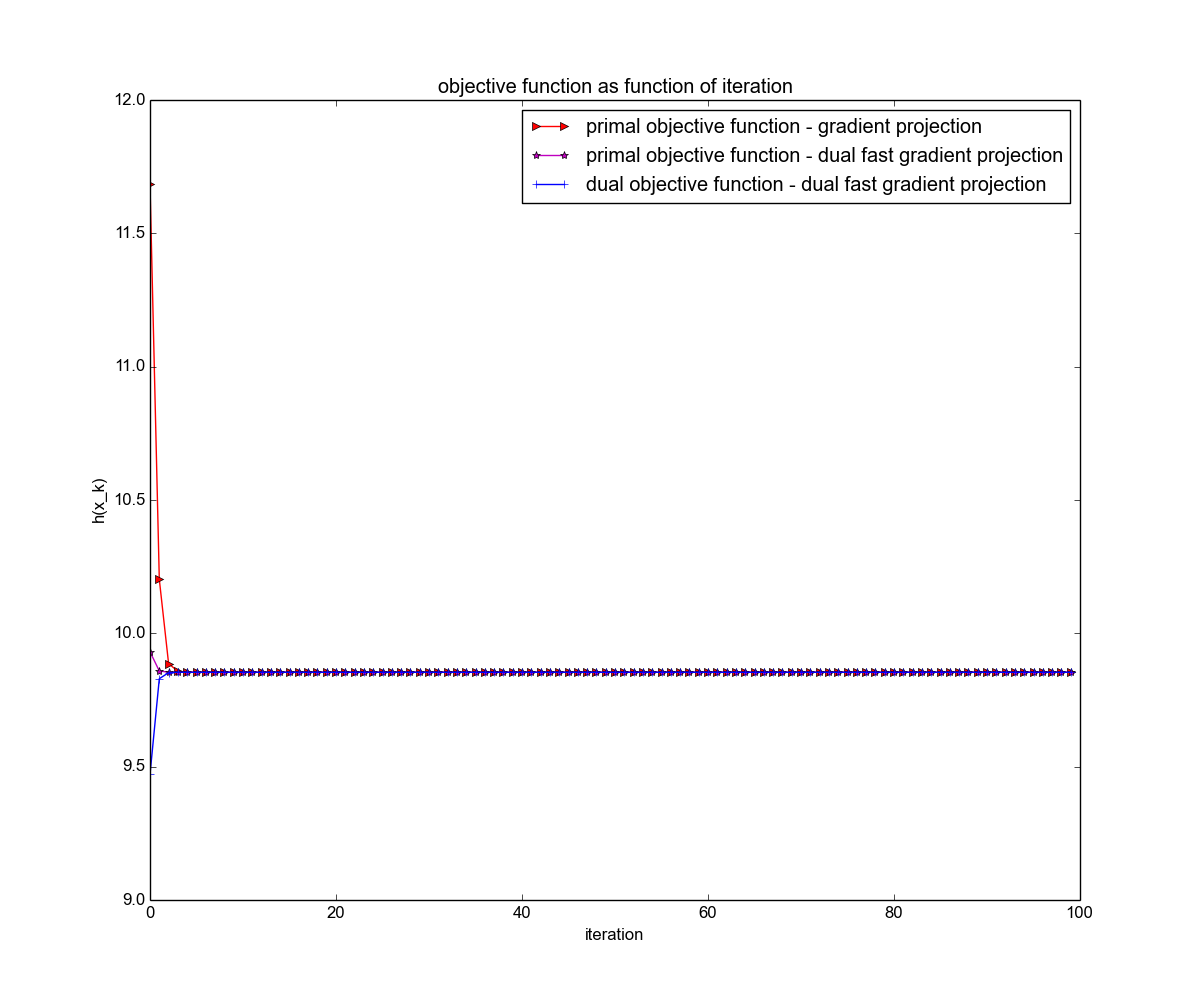 objective function as function of iteration
12.0
primal objective function - gradient projection
primal objective function - dual fast gradient projection
dual objective function - dual fast gradient projection
11.5
11.0
10.5
h(x_k)
10.0
9.5
9.0
0 20 40 60 80 100
iteration